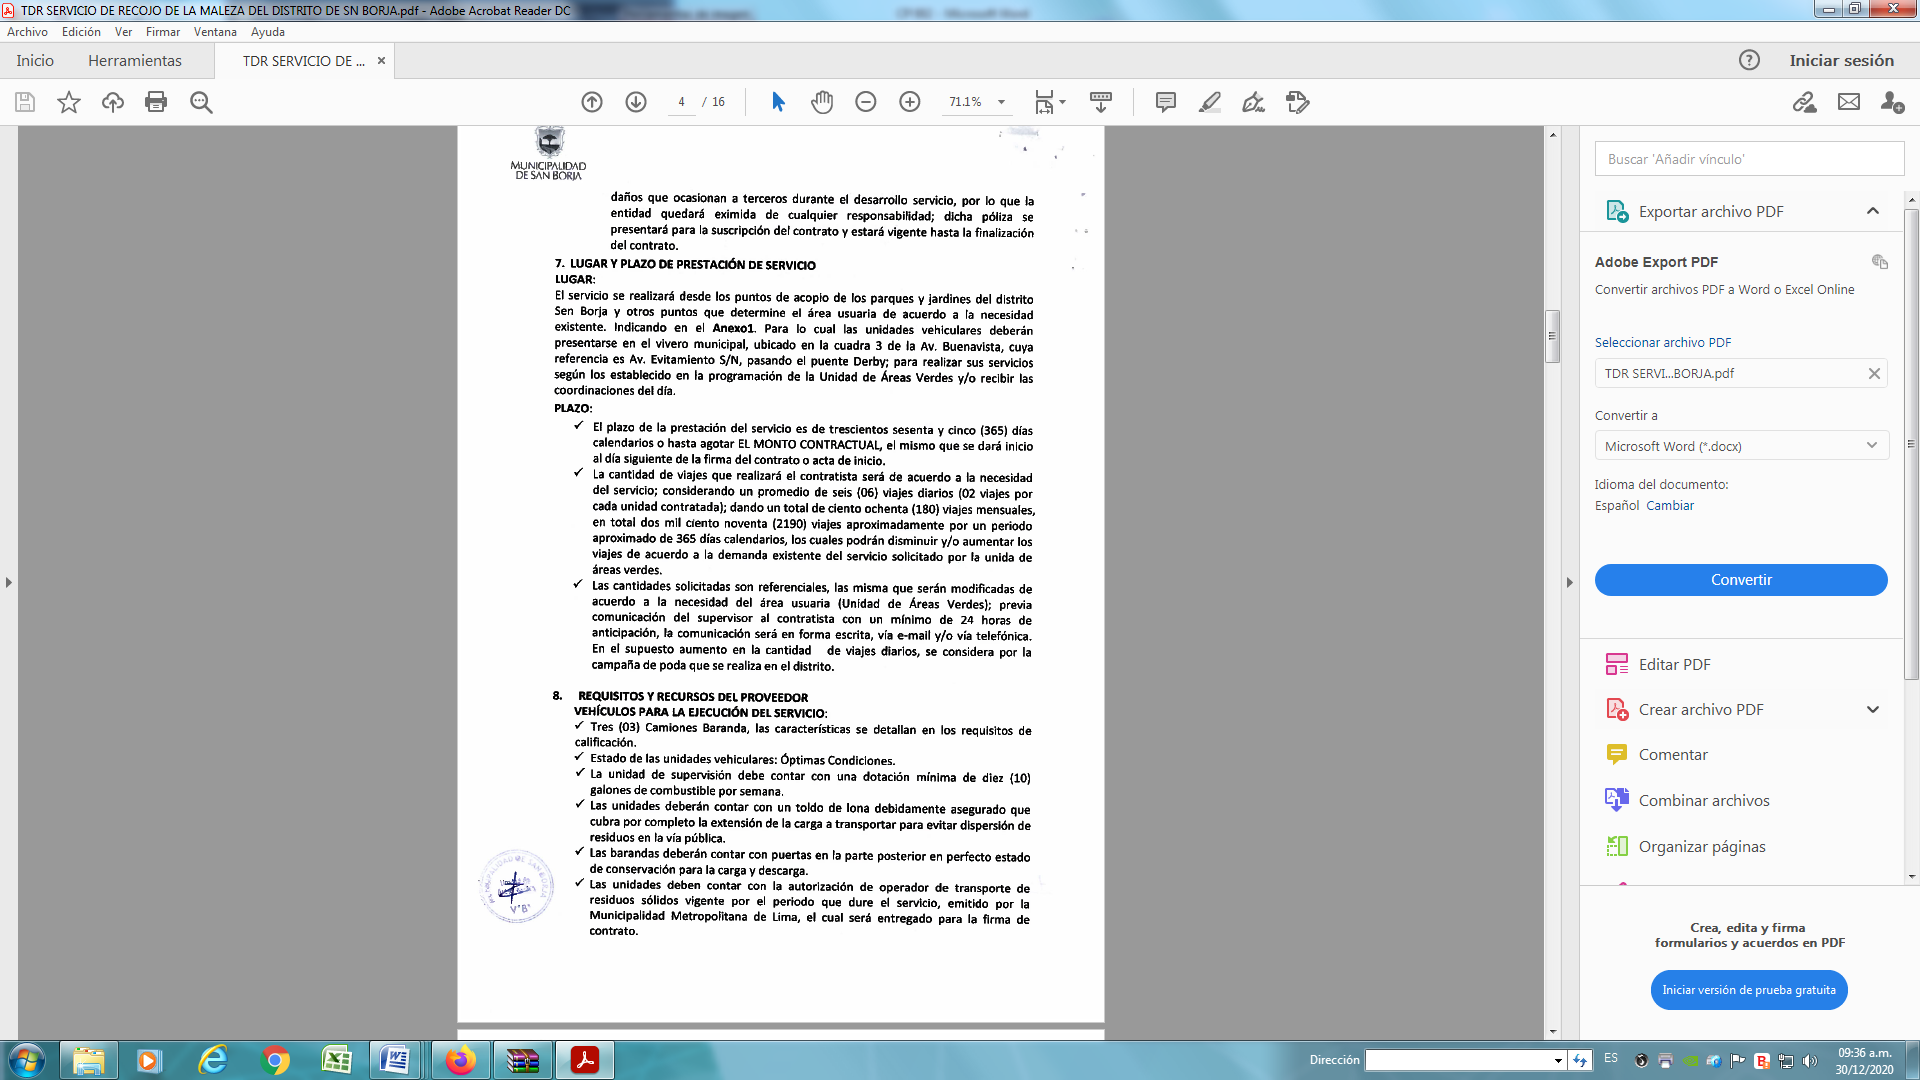 TDR SERVICIO DE RECOJO DE LA MALEZA DEL DISTRITO DE SN BORJA.pdf - Adobe Acrobat Reader DC
Archivo Edición Ver Firmar Ventana Ayuda
Inicio Herramientas TDR SERVICIO DE ... ×
Iniciar sesión
4 / 16 71.1%
MUNICIPALIDAD
DE SAN BORJA
daños que ocasionan a terceros durante el desarrollo servicio, por lo que la
entidad quedará eximida de cualquier responsabilidad; dicha póliza se
presentará para la suscripción del contrato y estará vigente hasta la finalización
del contrato.
7. LUGAR Y PLAZO DE PRESTACIÓN DE SERVICIO
LUGAR:
El servicio se realizará desde los puntos de acopio de los parques y jardines del distrito
Sen Borja y otros puntos que determine el área usuaria de acuerdo a la necesidad
existente. Indicando en el Anexo1. Para lo cual las unidades vehiculares deberán
presentarse en el vivero municipal, ubicado en la cuadra 3 de la Av. Buenavista, cuya
referencia es Av. Evitamiento S/N, pasando el puente Derby; para realizar sus servicios
según los establecido en la programación de la Unidad de Áreas Verdes y/o recibir las
coordinaciones del día.
PLAZO:
✓ El plazo de la prestación del servicio es de trescientos sesenta y cinco (365) días
calendarios o hasta agotar EL MONTO CONTRACTUAL, el mismo que se dará inicio
al día siguiente de la firma del contrato o acta de inicio.
✓ La cantidad de viajes que realizará el contratista será de acuerdo a la necesidad
del servicio; considerando un promedio de seis (06) viajes diarios (02 viajes por
cada unidad contratada); dando un total de ciento ochenta (180) viajes mensuales,
en total dos mil ciento noventa (2190) viajes aproximadamente por un periodo
aproximado de 365 días calendarios, los cuales podrán disminuir y/o aumentar los
viajes de acuerdo a la demanda existente del servicio solicitado por la unida de
áreas verdes.
✓ Las cantidades solicitadas son referenciales, las misma que serán modificadas de
acuerdo a la necesidad del área usuaria (Unidad de Áreas Verdes); previa
comunicación del supervisor al contratista con un mínimo de 24 horas de
anticipación, la comunicación será en forma escrita, vía e-mail y/o vía telefónica.
En el supuesto aumento en la cantidad de viajes diarios, se considera por la
campaña de poda que se realiza en el distrito.
8. REQUISITOS Y RECURSOS DEL PROVEEDOR
VEHÍCULOS PARA LA EJECUCIÓN DEL SERVICIO:
✓ Tres (03) Camiones Baranda, las características se detallan en los requisitos de
calificación.
✓ Estado de las unidades vehiculares: Óptimas Condiciones.
✓ La unidad de supervisión debe contar con una dotación mínima de diez (10)
galones de combustible por semana.
✓ Las unidades deberán contar con un toldo de lona debidamente asegurado que
cubra por completo la extensión de la carga a transportar para evitar dispersión de
residuos en la vía pública.
✓ Las barandas deberán contar con puertas en la parte posterior en perfecto estado
de conservación para la carga y descarga.
✓ Las unidades deben contar con la autorización de operador de transporte de
residuos sólidos vigente por el periodo que dure el servicio, emitido por la
Municipalidad Metropolitana de Lima, el cual será entregado para la firma de
contrato.
V°B°
Buscar 'Añadir vínculo'
Exportar archivo PDF
Adobe Export PDF
Convertir archivos PDF a Word o Excel Online
Seleccionar archivo PDF
TDR SERVI...BORJA.pdf
Convertir a
Microsoft Word (*.docx)
Idioma del documento:
Español Cambiar
Convertir
Editar PDF
Crear archivo PDF
Comentar
Combinar archivos
Organizar páginas
Crea, edita y firma
formularios y acuerdos en PDF
Iniciar versión de prueba gratuita
Dirección
ES
09:36 a.m.
30/12/2020